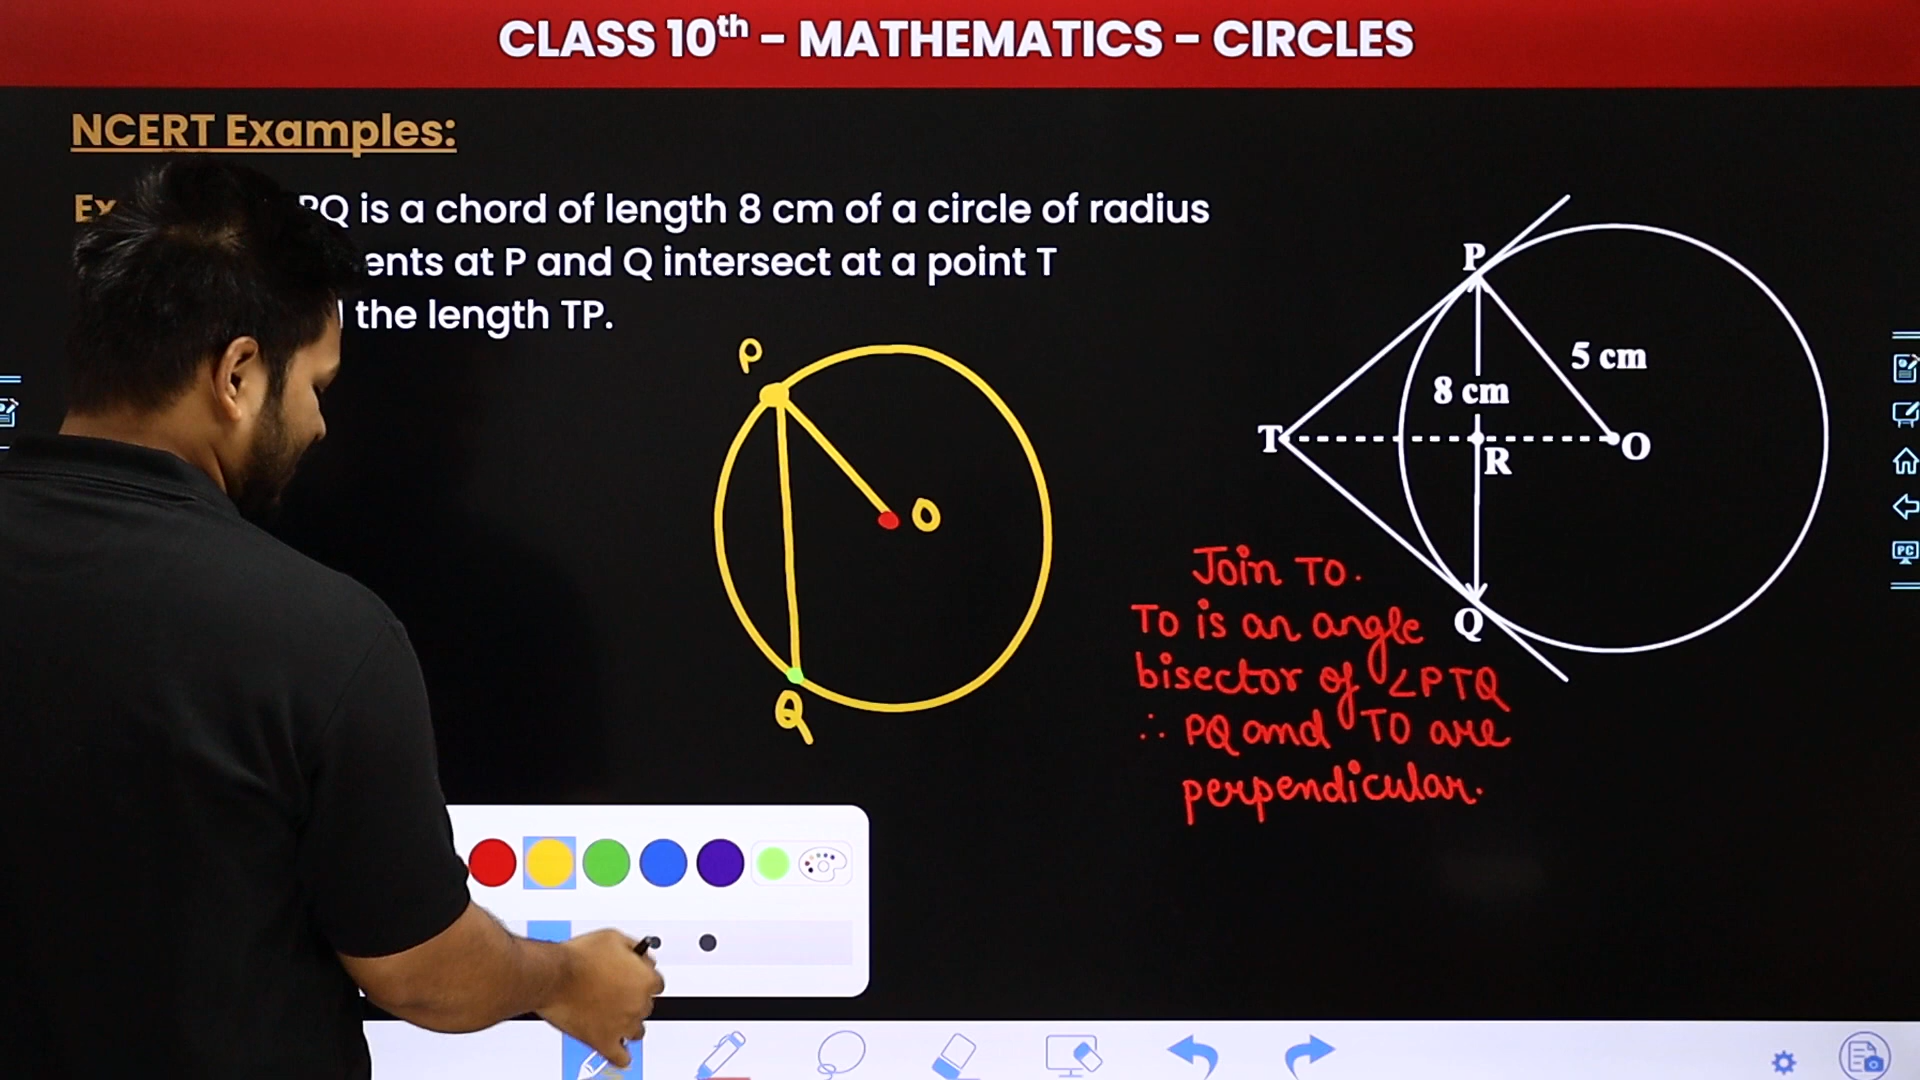 CLASS 10th - MATHEMATICS - CIRCLES
NCERT Examples:
PQ is a chord of length 8 cm of a circle of radius
at P and Q intersect at a point T
the length TP.
P
O
Q
P
5 cm
8 cm
T
R
O
Q
Join TO.
TO is an angle
bisector of ∠PTQ
∴ PQ and TO are
perpendicular.
PC